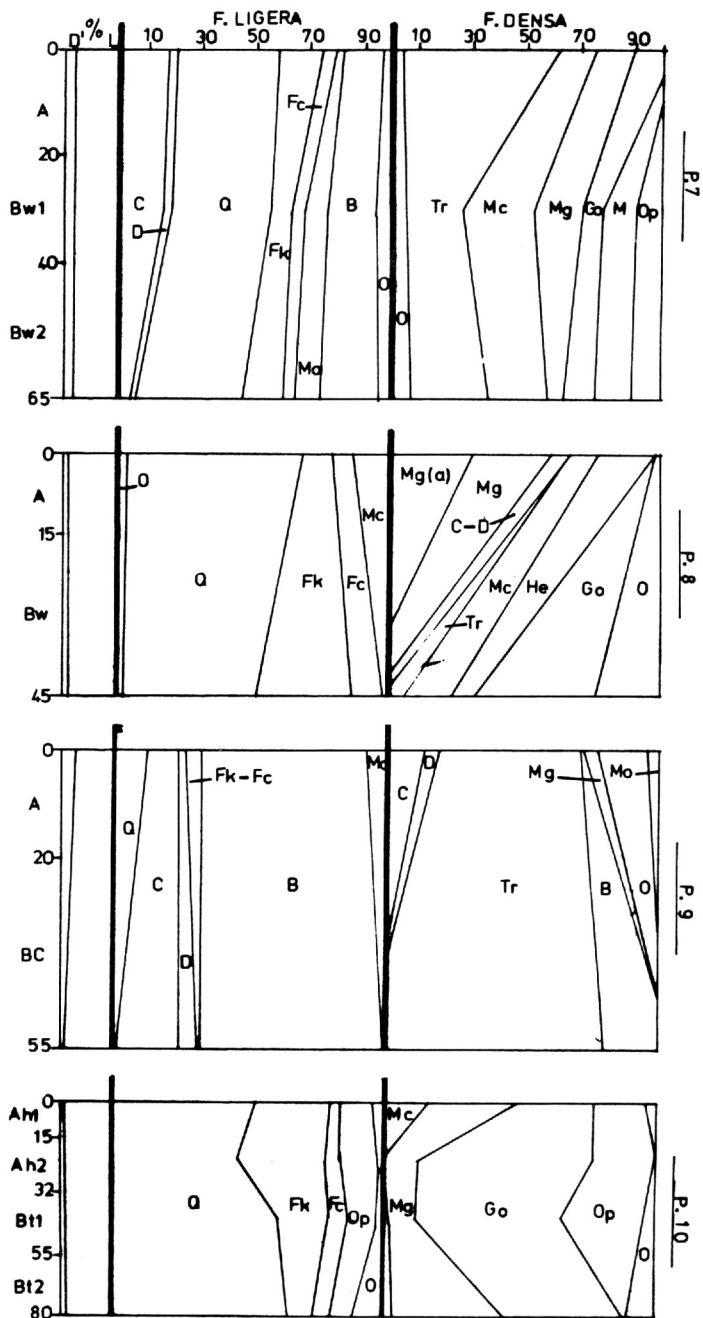 F. LIGERA F. DENSA
D' % L 10 30 50 70 90 10 30 50 70 90
0
A
Fc
20
Bw1 C Q B Tr Mc Mg Go M Op
D
Fk
40
O
O
Bw2
Ma
65
P.7
0
O Mg(a) Mg
A
Mc C-D
15
Q Fk Fc Mc He Go O
Bw
Tr
45
P.8
0
Fk-Fc Mg Mo
D
A
C
Q
20
C B Tr B O
BC D
55
P.9
0
Ah1 Mc
15
Ah2
32
Q Fk Fc Op Mg Go Op
Bt1
55
O
Bt2 O
80
P.10